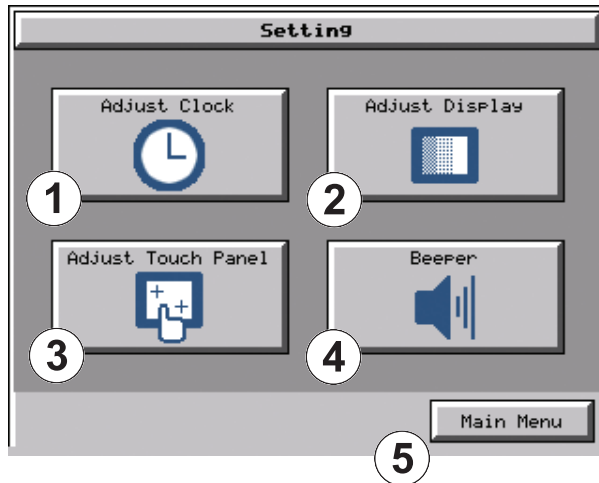 Setting
Adjust Clock
1
Adjust Display
2
Adjust Touch Panel
3
Beeper
4
Main Menu
5